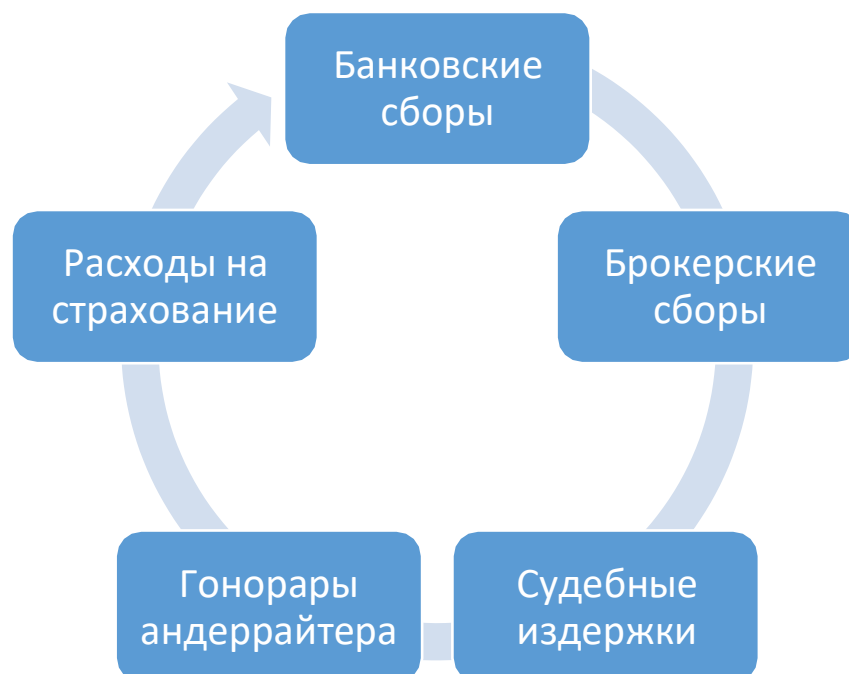 Банковские
сборы
Брокерские
сборы
Судебные
издержки
Гонорары
андеррайтера
Расходы на
страхование